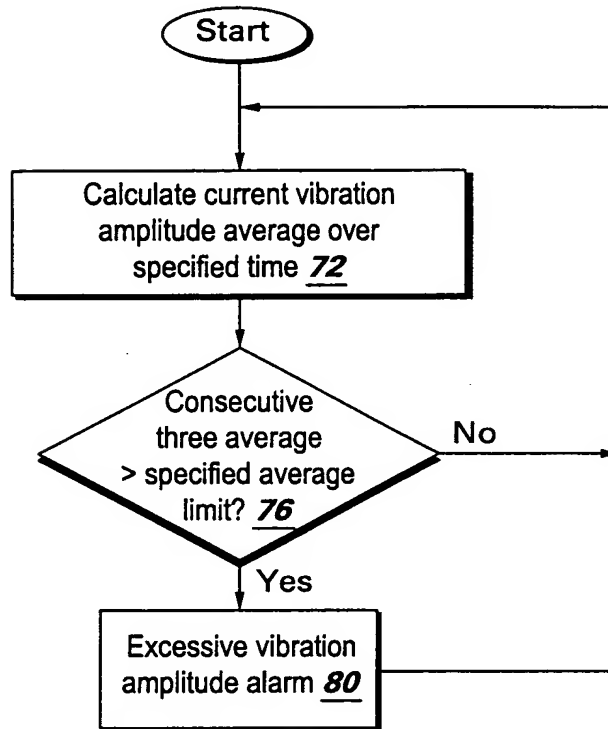 Start
Calculate current vibration
amplitude average over
specified time 72
Consecutive
three average
> specified average
limit? 76
No
Yes
Excessive vibration
amplitude alarm 80